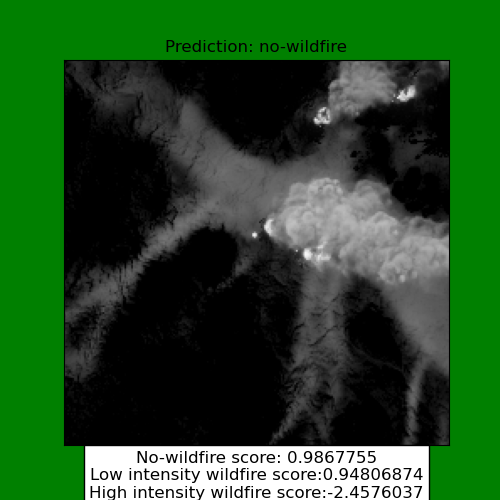 Prediction: no-wildfire
No-wildfire score: 0.9867755
Low intensity wildfire score:0.94806874
High intensity wildfire score:-2.4576037